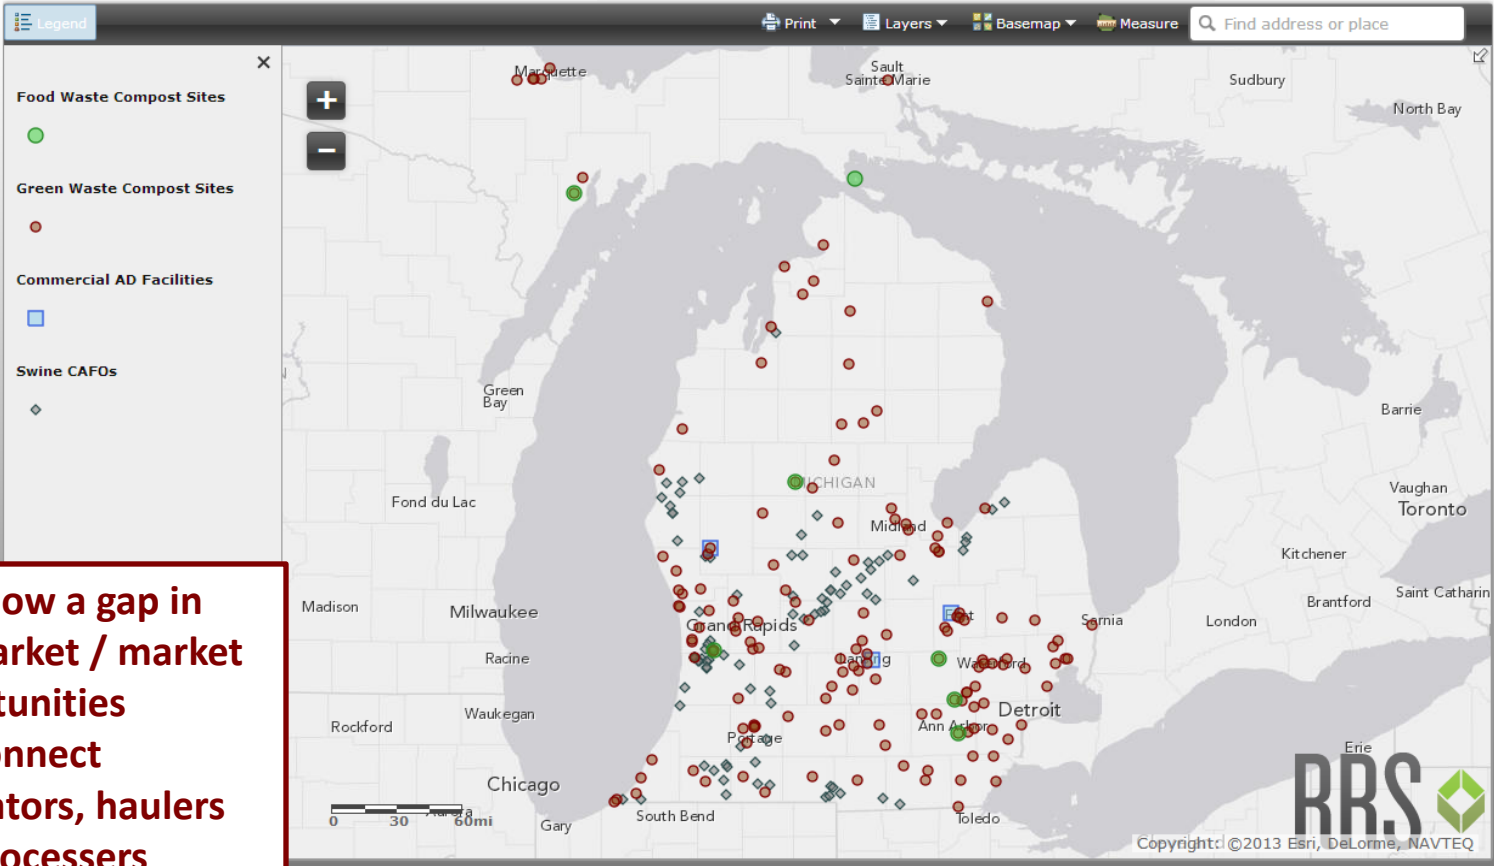 Legend
Print
Layers
Basemap
Measure
Find address or place
Food Waste Compost Sites
Green Waste Compost Sites
Commercial AD Facilities
Swine CAFOs
ow a gap in
arket / market
tunities
onnect
ators, haulers
ocessers
+
−
Marquette
Sault
Sainte Marie
Sudbury
North Bay
Green
Bay
Barrie
Fond du Lac
MICHIGAN
Midland
Vaughan
Toronto
Kitchener
Madison
Milwaukee
Grand Rapids
Flint
Sarnia
London
Brantford
Saint Catharin
Racine
Lansing
Waterford
Waukegan
Rockford
Detroit
Ann Arbor
Portage
Erie
Chicago
Aurora
0 30 60mi
Gary
South Bend
Toledo
RRS
Copyright: ©2013 Esri, DeLorme, NAVTEQ